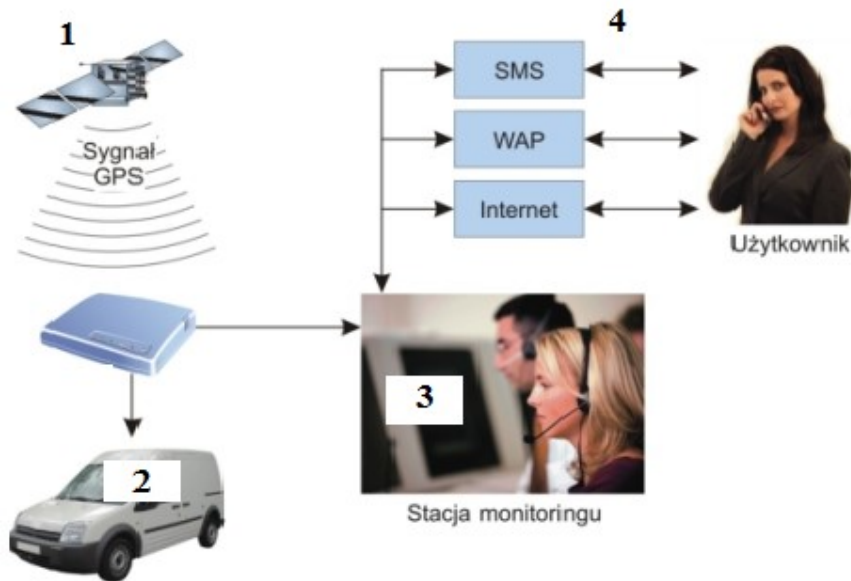 1
4
SMS
Sygnał
GPS
WAP
Internet
Użytkownik
3
2
Stacja monitoringu